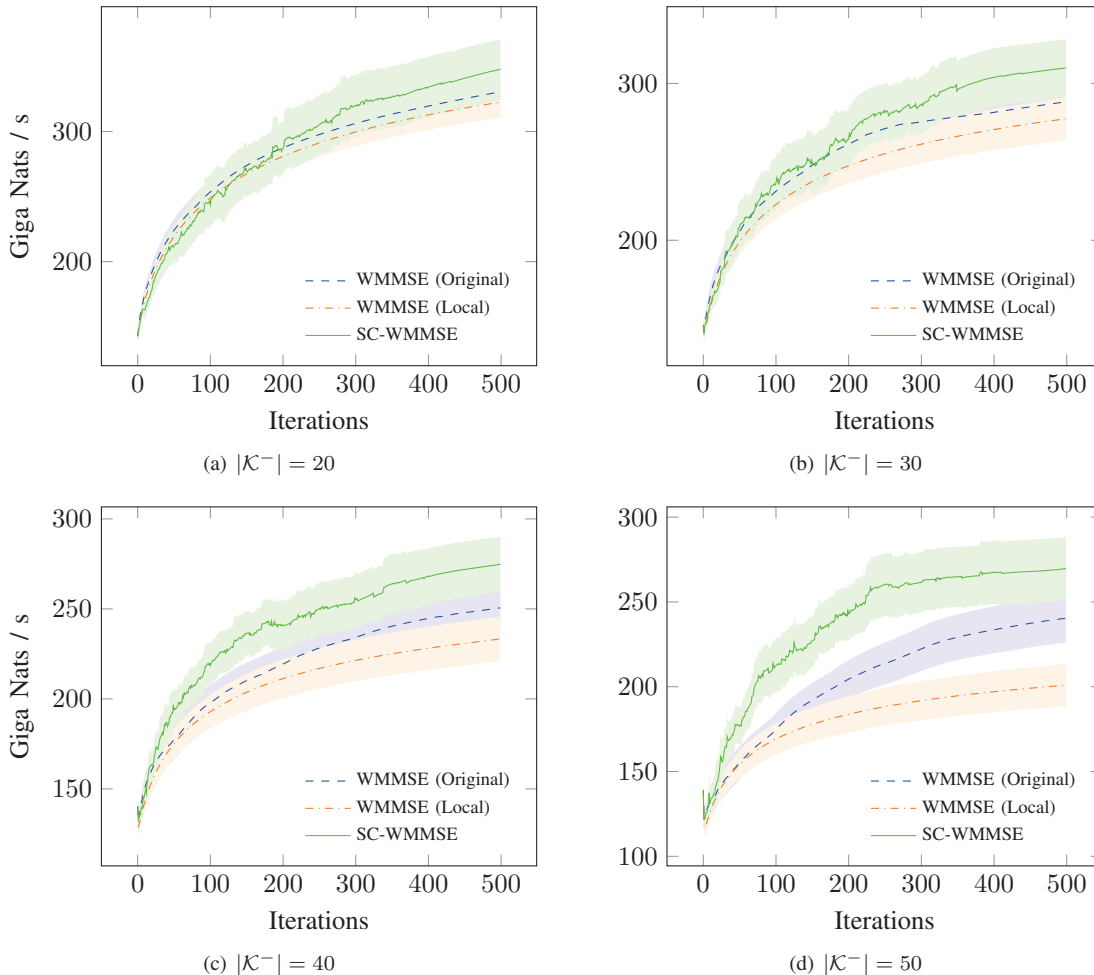 300
200
Giga Nats / s
WMMSE (Original)
WMMSE (Local)
SC-WMMSE
0 100 200 300 400 500
Iterations
(a) |𝒦⁻| = 20
300
200
WMMSE (Original)
WMMSE (Local)
SC-WMMSE
0 100 200 300 400 500
Iterations
(b) |𝒦⁻| = 30
300
250
200
150
Giga Nats / s
WMMSE (Original)
WMMSE (Local)
SC-WMMSE
0 100 200 300 400 500
Iterations
(c) |𝒦⁻| = 40
300
250
200
150
100
WMMSE (Original)
WMMSE (Local)
SC-WMMSE
0 100 200 300 400 500
Iterations
(d) |𝒦⁻| = 50